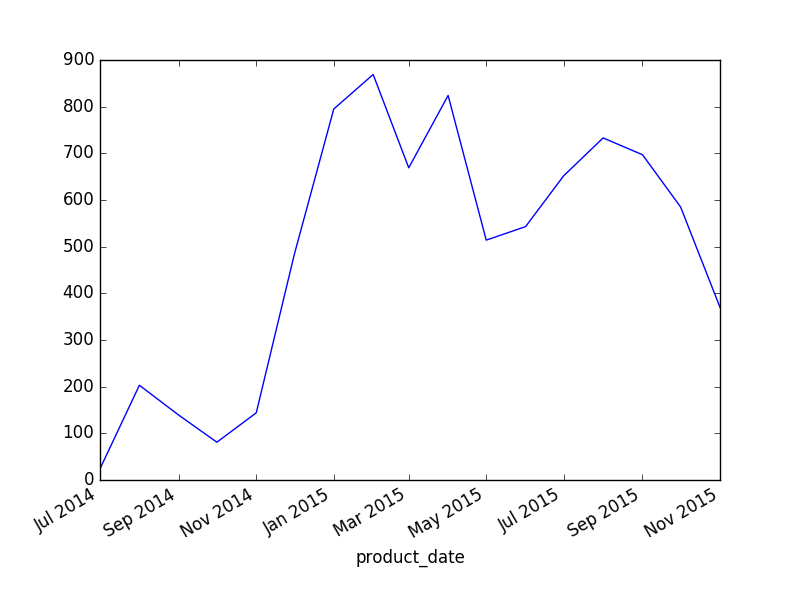 900
800
700
600
500
400
300
200
100
0
Jul 2014
Sep 2014
Nov 2014
Jan 2015
Mar 2015
May 2015
Jul 2015
Sep 2015
Nov 2015
product_date